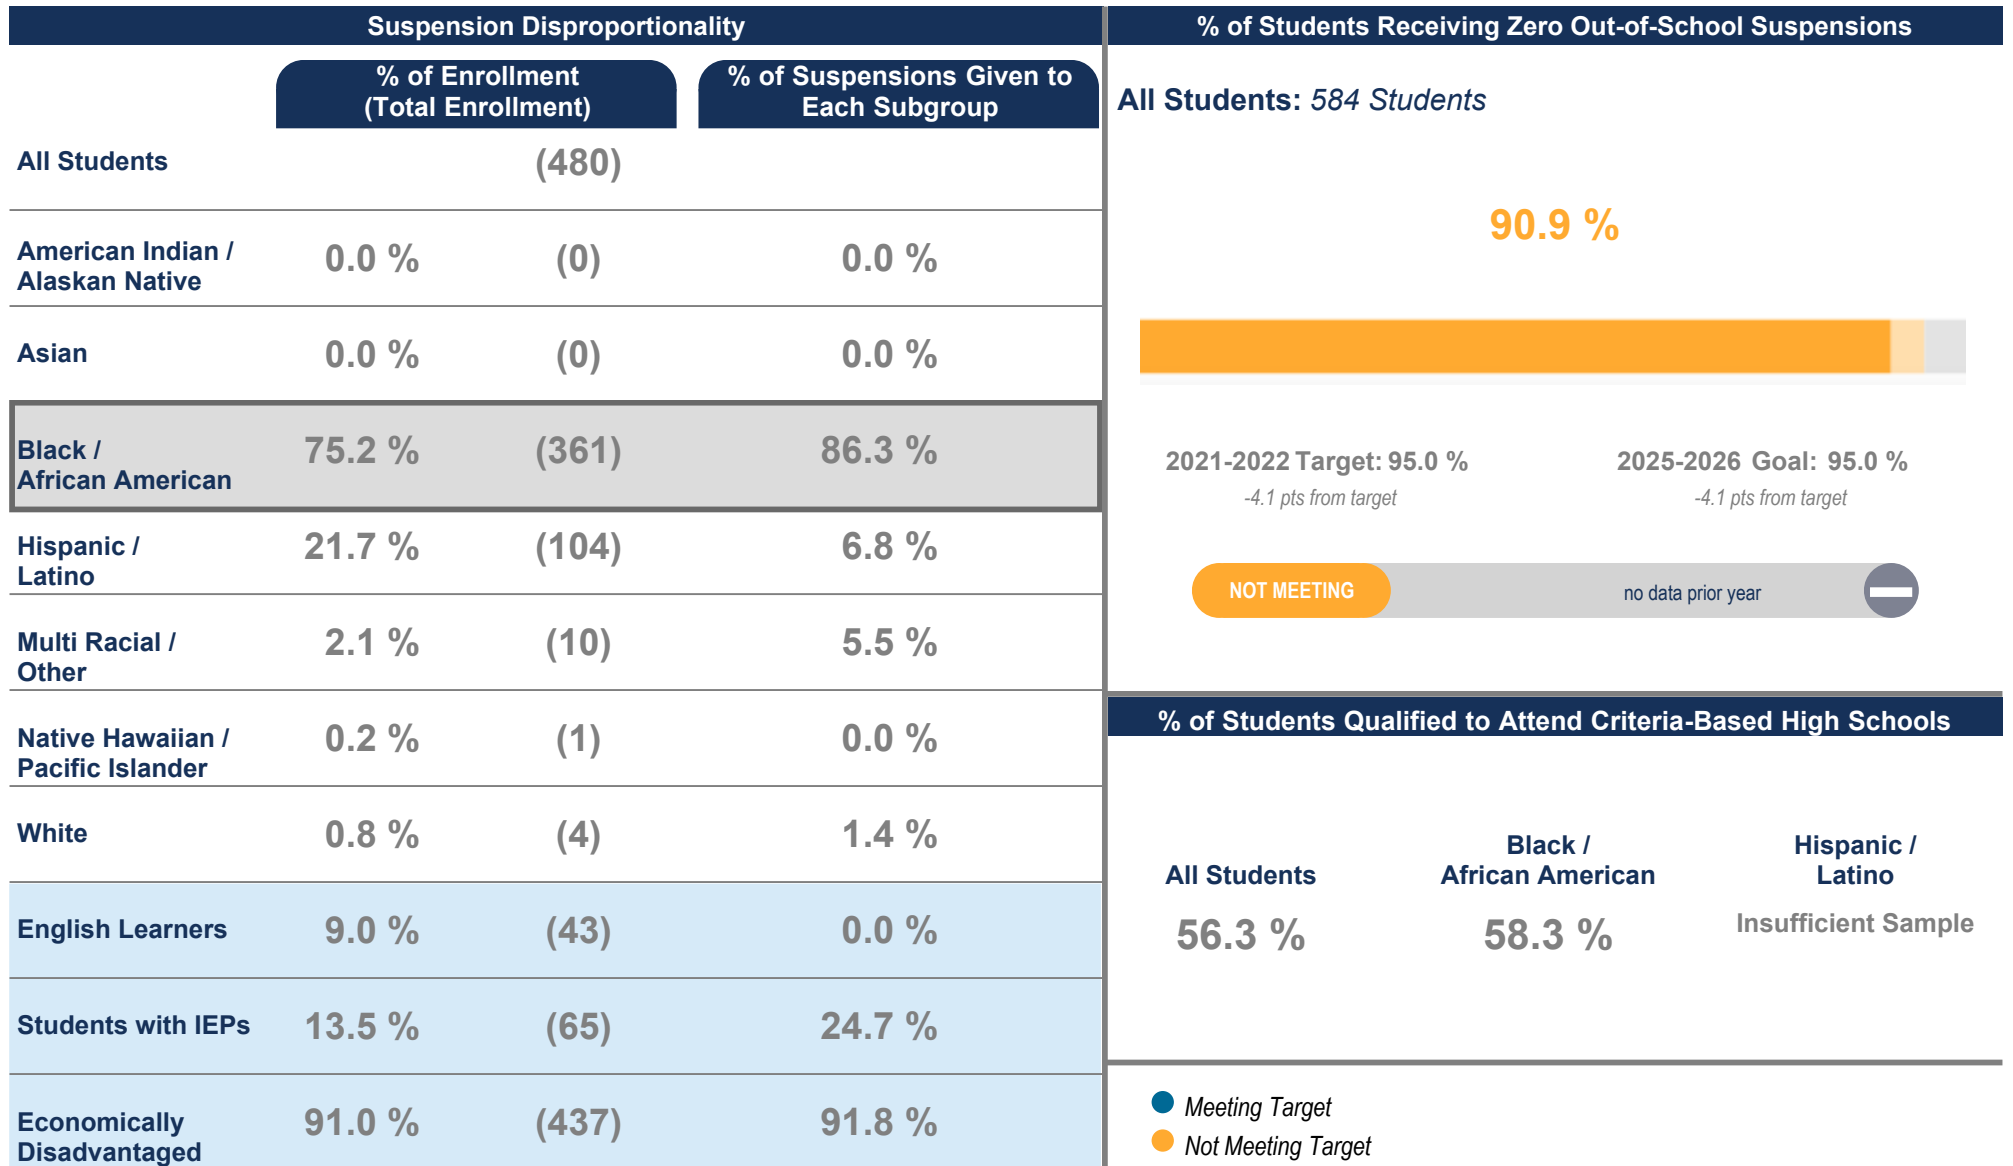 Suspension Disproportionality
% of Enrollment
(Total Enrollment)
% of Suspensions Given to
Each Subgroup
All Students
(480)
American Indian /
Alaskan Native
0.0 %
(0)
0.0 %
Asian
0.0 %
(0)
0.0 %
Black /
African American
75.2 %
(361)
86.3 %
Hispanic /
Latino
21.7 %
(104)
6.8 %
Multi Racial /
Other
2.1 %
(10)
5.5 %
Native Hawaiian /
Pacific Islander
0.2 %
(1)
0.0 %
White
0.8 %
(4)
1.4 %
English Learners
9.0 %
(43)
0.0 %
Students with IEPs
13.5 %
(65)
24.7 %
Economically
Disadvantaged
91.0 %
(437)
91.8 %
% of Students Receiving Zero Out-of-School Suspensions
All Students: 584 Students
90.9 %
2021-2022 Target: 95.0 %
-4.1 pts from target
2025-2026 Goal: 95.0 %
-4.1 pts from target
NOT MEETING
no data prior year
% of Students Qualified to Attend Criteria-Based High Schools
All Students
56.3 %
Black /
African American
58.3 %
Hispanic /
Latino
Insufficient Sample
Meeting Target
Not Meeting Target